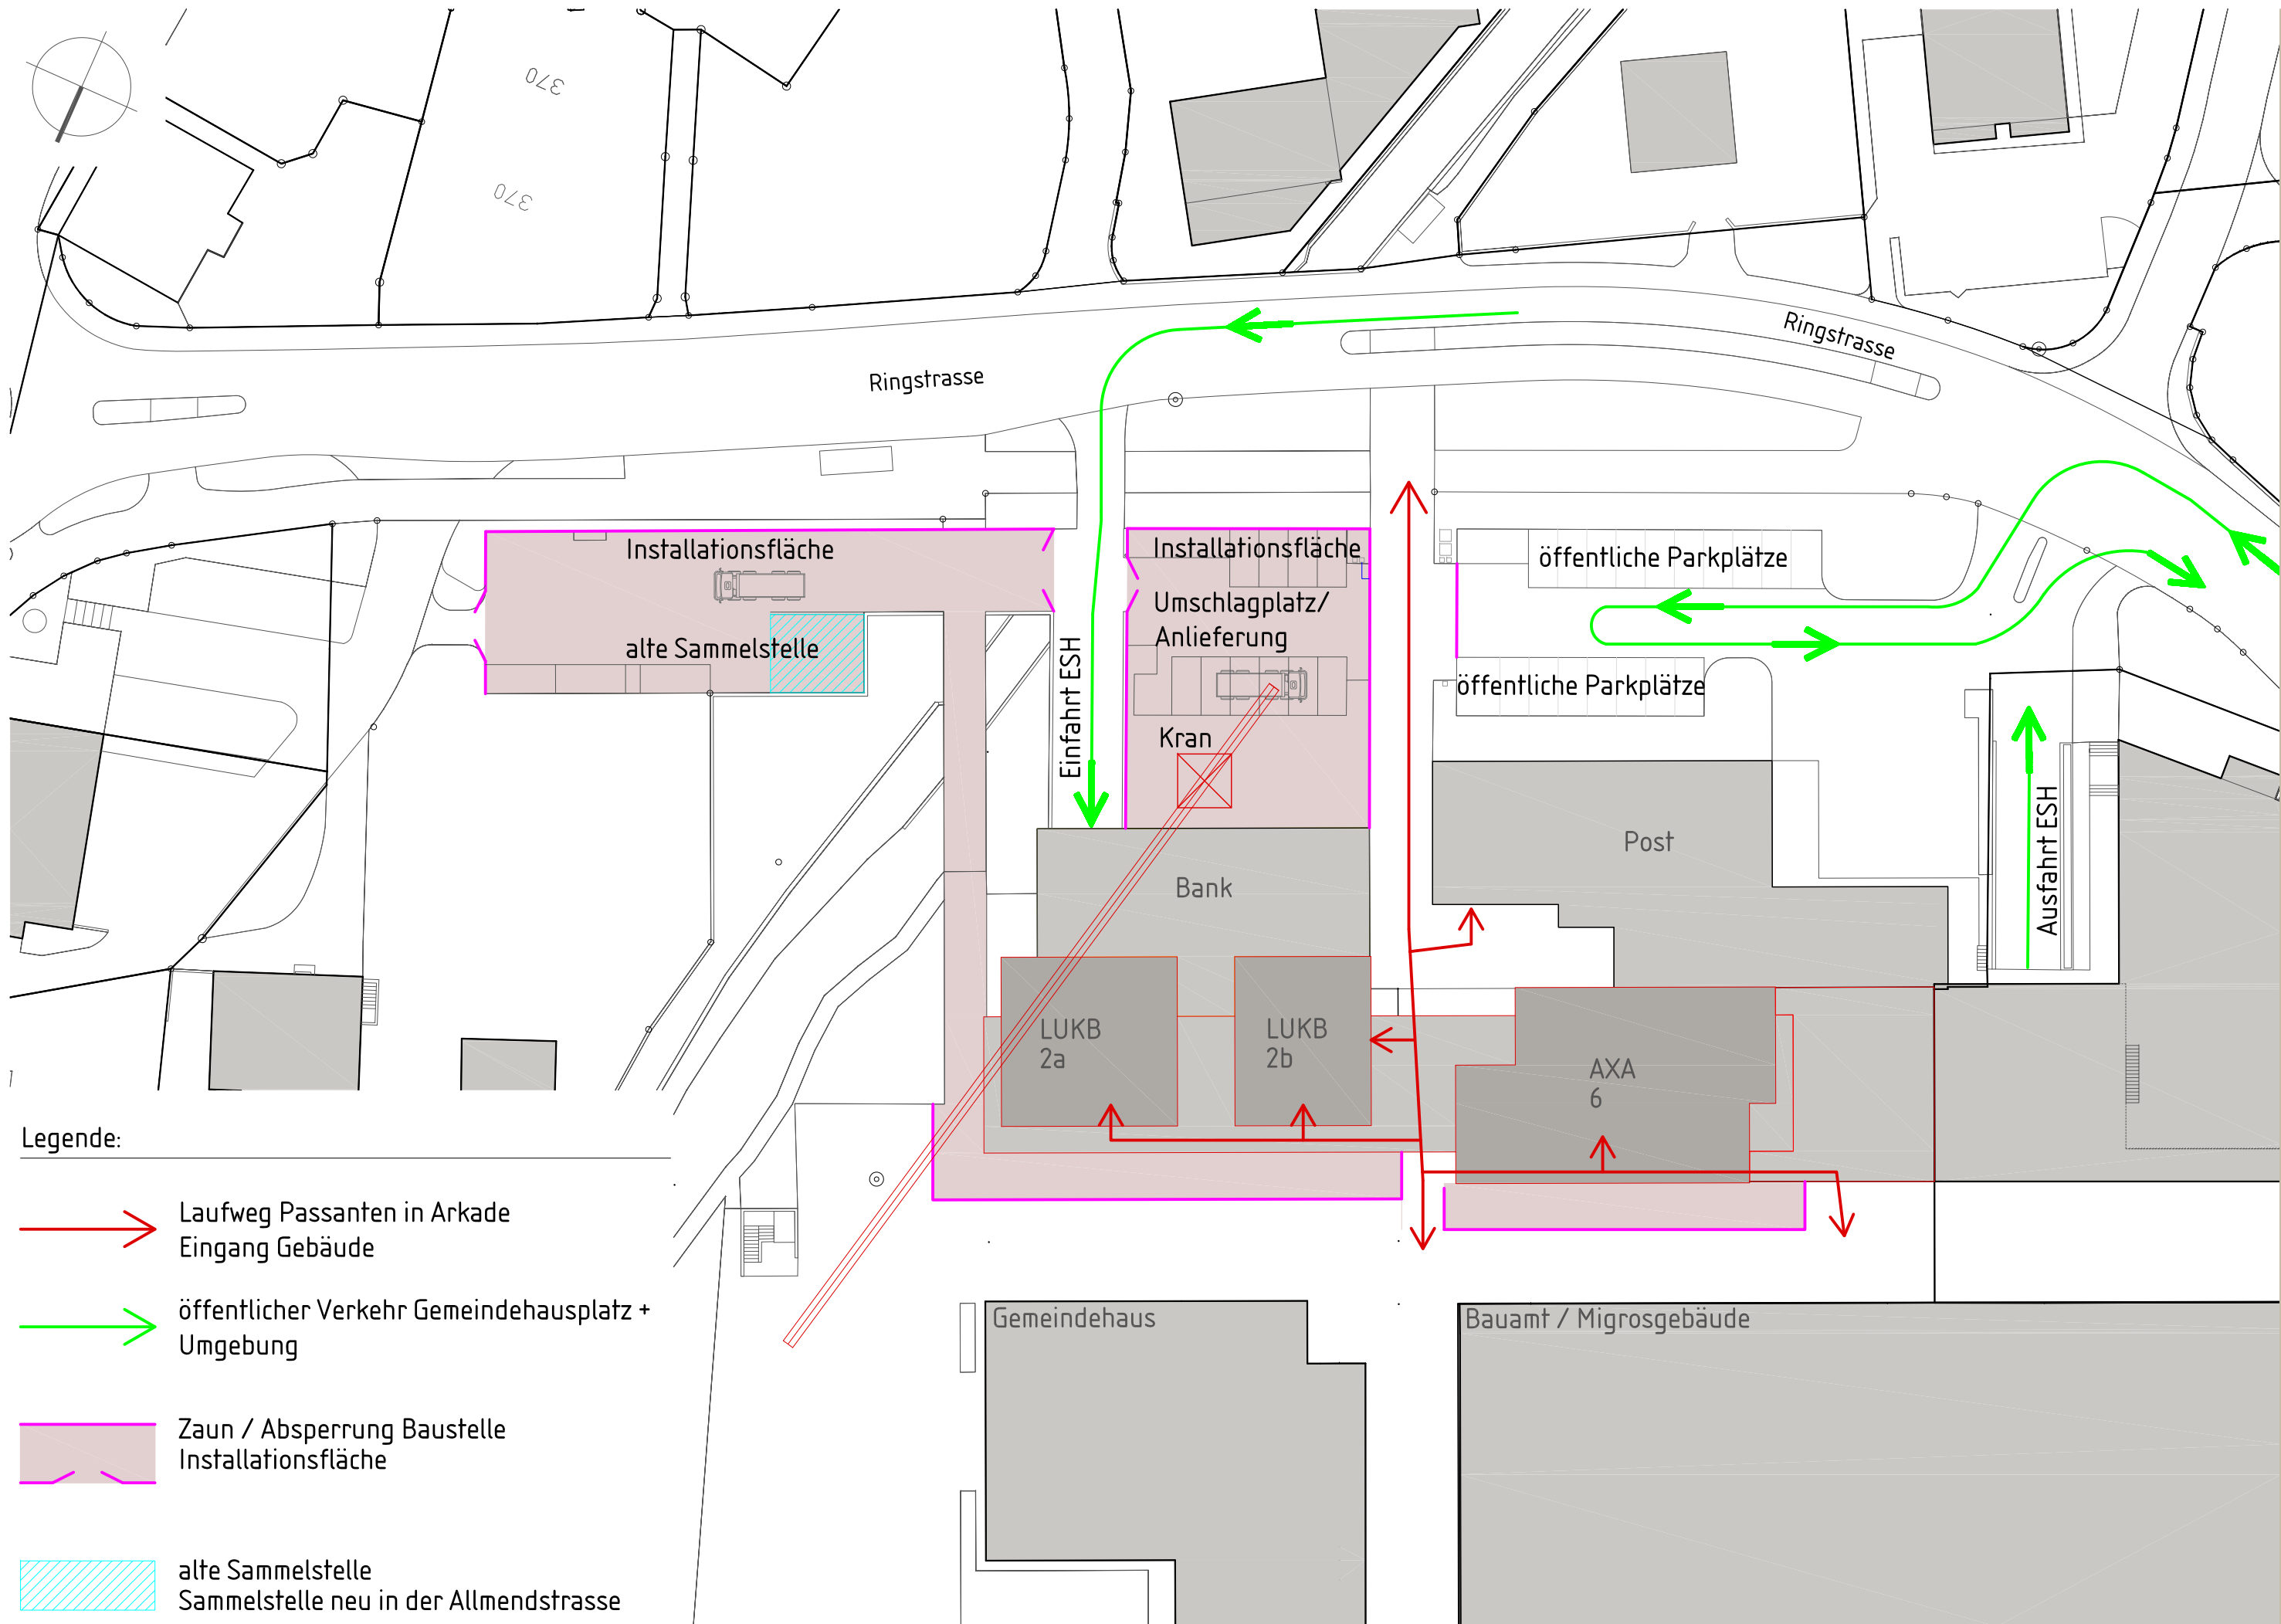 370
370
Ringstrasse
Ringstrasse
Installationsfläche
alte Sammelstelle
Einfahrt ESH
Installationsfläche
Umschlagplatz/
Anlieferung
Kran
öffentliche Parkplätze
öffentliche Parkplätze
Ausfahrt ESH
Post
Bank
LUKB
2a
LUKB
2b
AXA
6
Gemeindehaus
Bauamt / Migrosgebäude
Legende:
Laufweg Passanten in Arkade
Eingang Gebäude
öffentlicher Verkehr Gemeindehausplatz +
Umgebung
Zaun / Absperrung Baustelle
Installationsfläche
alte Sammelstelle
Sammelstelle neu in der Allmendstrasse